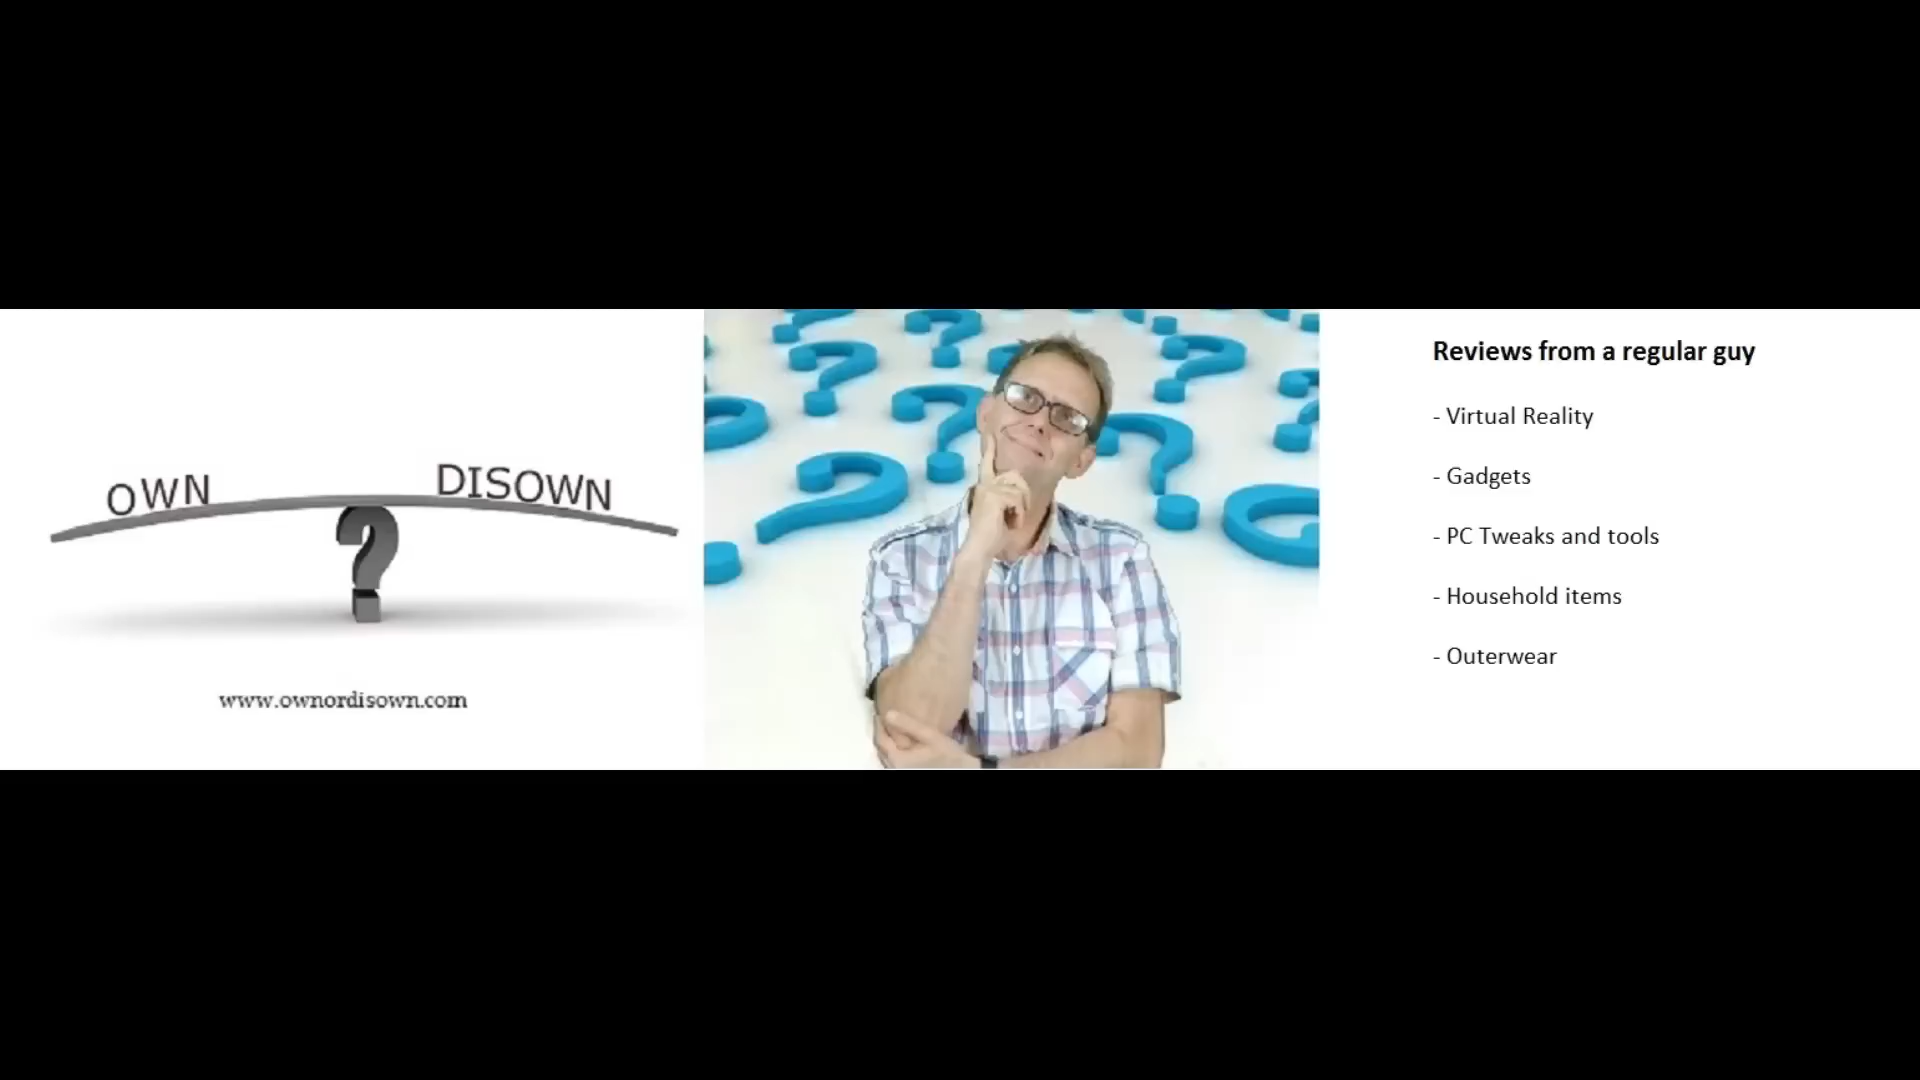 OWN
DISOWN
www.ownordisown.com
Reviews from a regular guy
- Virtual Reality
- Gadgets
- PC Tweaks and tools
- Household items
- Outerwear